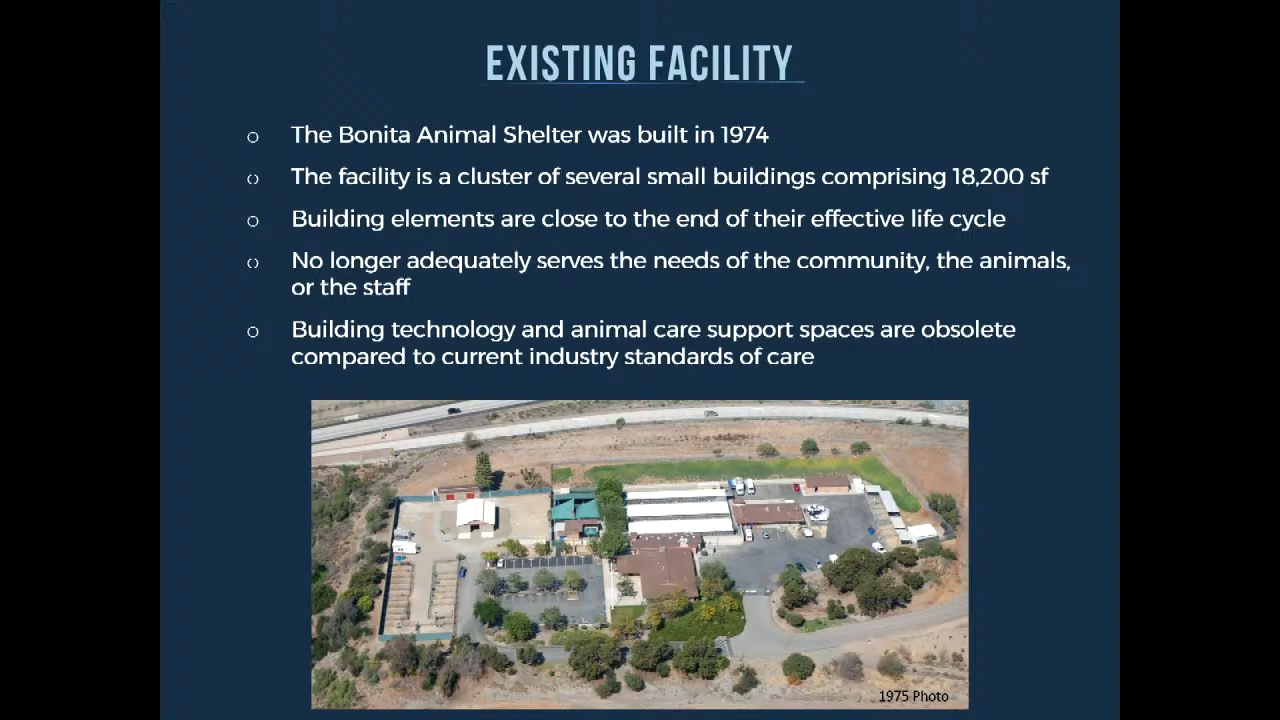 EXISTING FACILITY
o The Bonita Animal Shelter was built in 1974
o The facility is a cluster of several small buildings comprising 18,200 sf
o Building elements are close to the end of their effective life cycle
o No longer adequately serves the needs of the community, the animals,
or the staff
o Building technology and animal care support spaces are obsolete
compared to current industry standards of care
1975 Photo